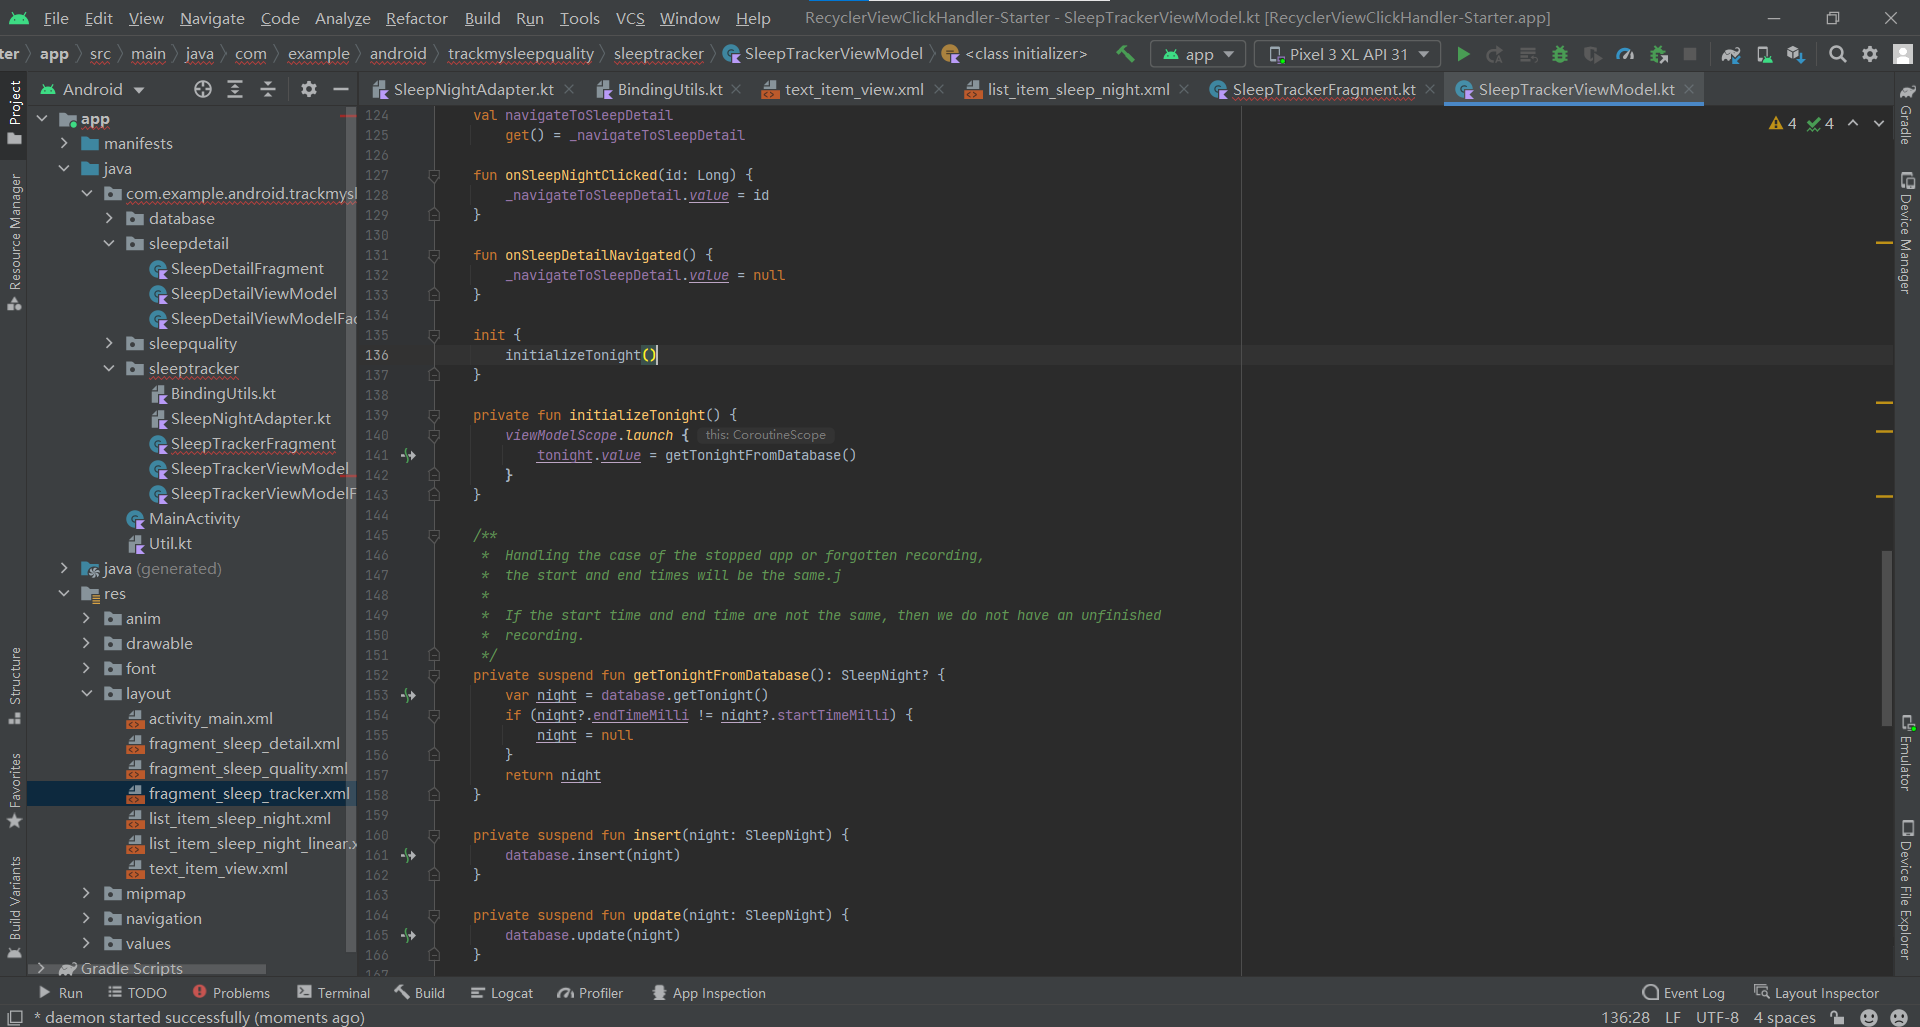 File Edit View Navigate Code Analyze Refactor Build Run Tools VCS Window Help RecyclerViewClickHandler-Starter - SleepTrackerViewModel.kt [RecyclerViewClickHandler-Starter.app]
ter app src main java com example android trackmysleepquality sleeptracker SleepTrackerViewModel <class initializer> app Pixel 3 XL API 31
Android SleepNightAdapter.kt BindingUtils.kt text_item_view.xml list_item_sleep_night.xml SleepTrackerFragment.kt SleepTrackerViewModel.kt
Project
Resource Manager
Structure
Favorites
Build Variants
app
manifests
java
com.example.android.trackmysl
database
sleepdetail
SleepDetailFragment
SleepDetailViewModel
SleepDetailViewModelFac
sleepquality
sleeptracker
BindingUtils.kt
SleepNightAdapter.kt
SleepTrackerFragment
SleepTrackerViewModel
SleepTrackerViewModelF
MainActivity
Util.kt
java (generated)
res
anim
drawable
font
layout
activity_main.xml
fragment_sleep_detail.xml
fragment_sleep_quality.xml
fragment_sleep_tracker.xml
list_item_sleep_night.xml
list_item_sleep_night_linear.x
text_item_view.xml
mipmap
navigation
values
Gradle Scripts
4 4
124 val navigateToSleepDetail
125 get() = _navigateToSleepDetail
126
127 fun onSleepNightClicked(id: Long) {
128 _navigateToSleepDetail.value = id
129 }
130
131 fun onSleepDetailNavigated() {
132 _navigateToSleepDetail.value = null
133 }
134
135 init {
136 initializeTonight()
137 }
138
139 private fun initializeTonight() {
140 viewModelScope.launch { this: CoroutineScope
141 tonight.value = getTonightFromDatabase()
142 }
143 }
144
145 /**
146 * Handling the case of the stopped app or forgotten recording,
147 * the start and end times will be the same.j
148 *
149 * If the start time and end time are not the same, then we do not have an unfinished
150 * recording.
151 */
152 private suspend fun getTonightFromDatabase(): SleepNight? {
153 var night = database.getTonight()
154 if (night?.endTimeMilli != night?.startTimeMilli) {
155 night = null
156 }
157 return night
158 }
159
160 private suspend fun insert(night: SleepNight) {
161 database.insert(night)
162 }
163
164 private suspend fun update(night: SleepNight) {
165 database.update(night)
166 }
167
Gradle
Device Manager
Emulator
Device File Explorer
Run TODO Problems Terminal Build Logcat Profiler App Inspection Event Log Layout Inspector
* daemon started successfully (moments ago) 136:28 LF UTF-8 4 spaces